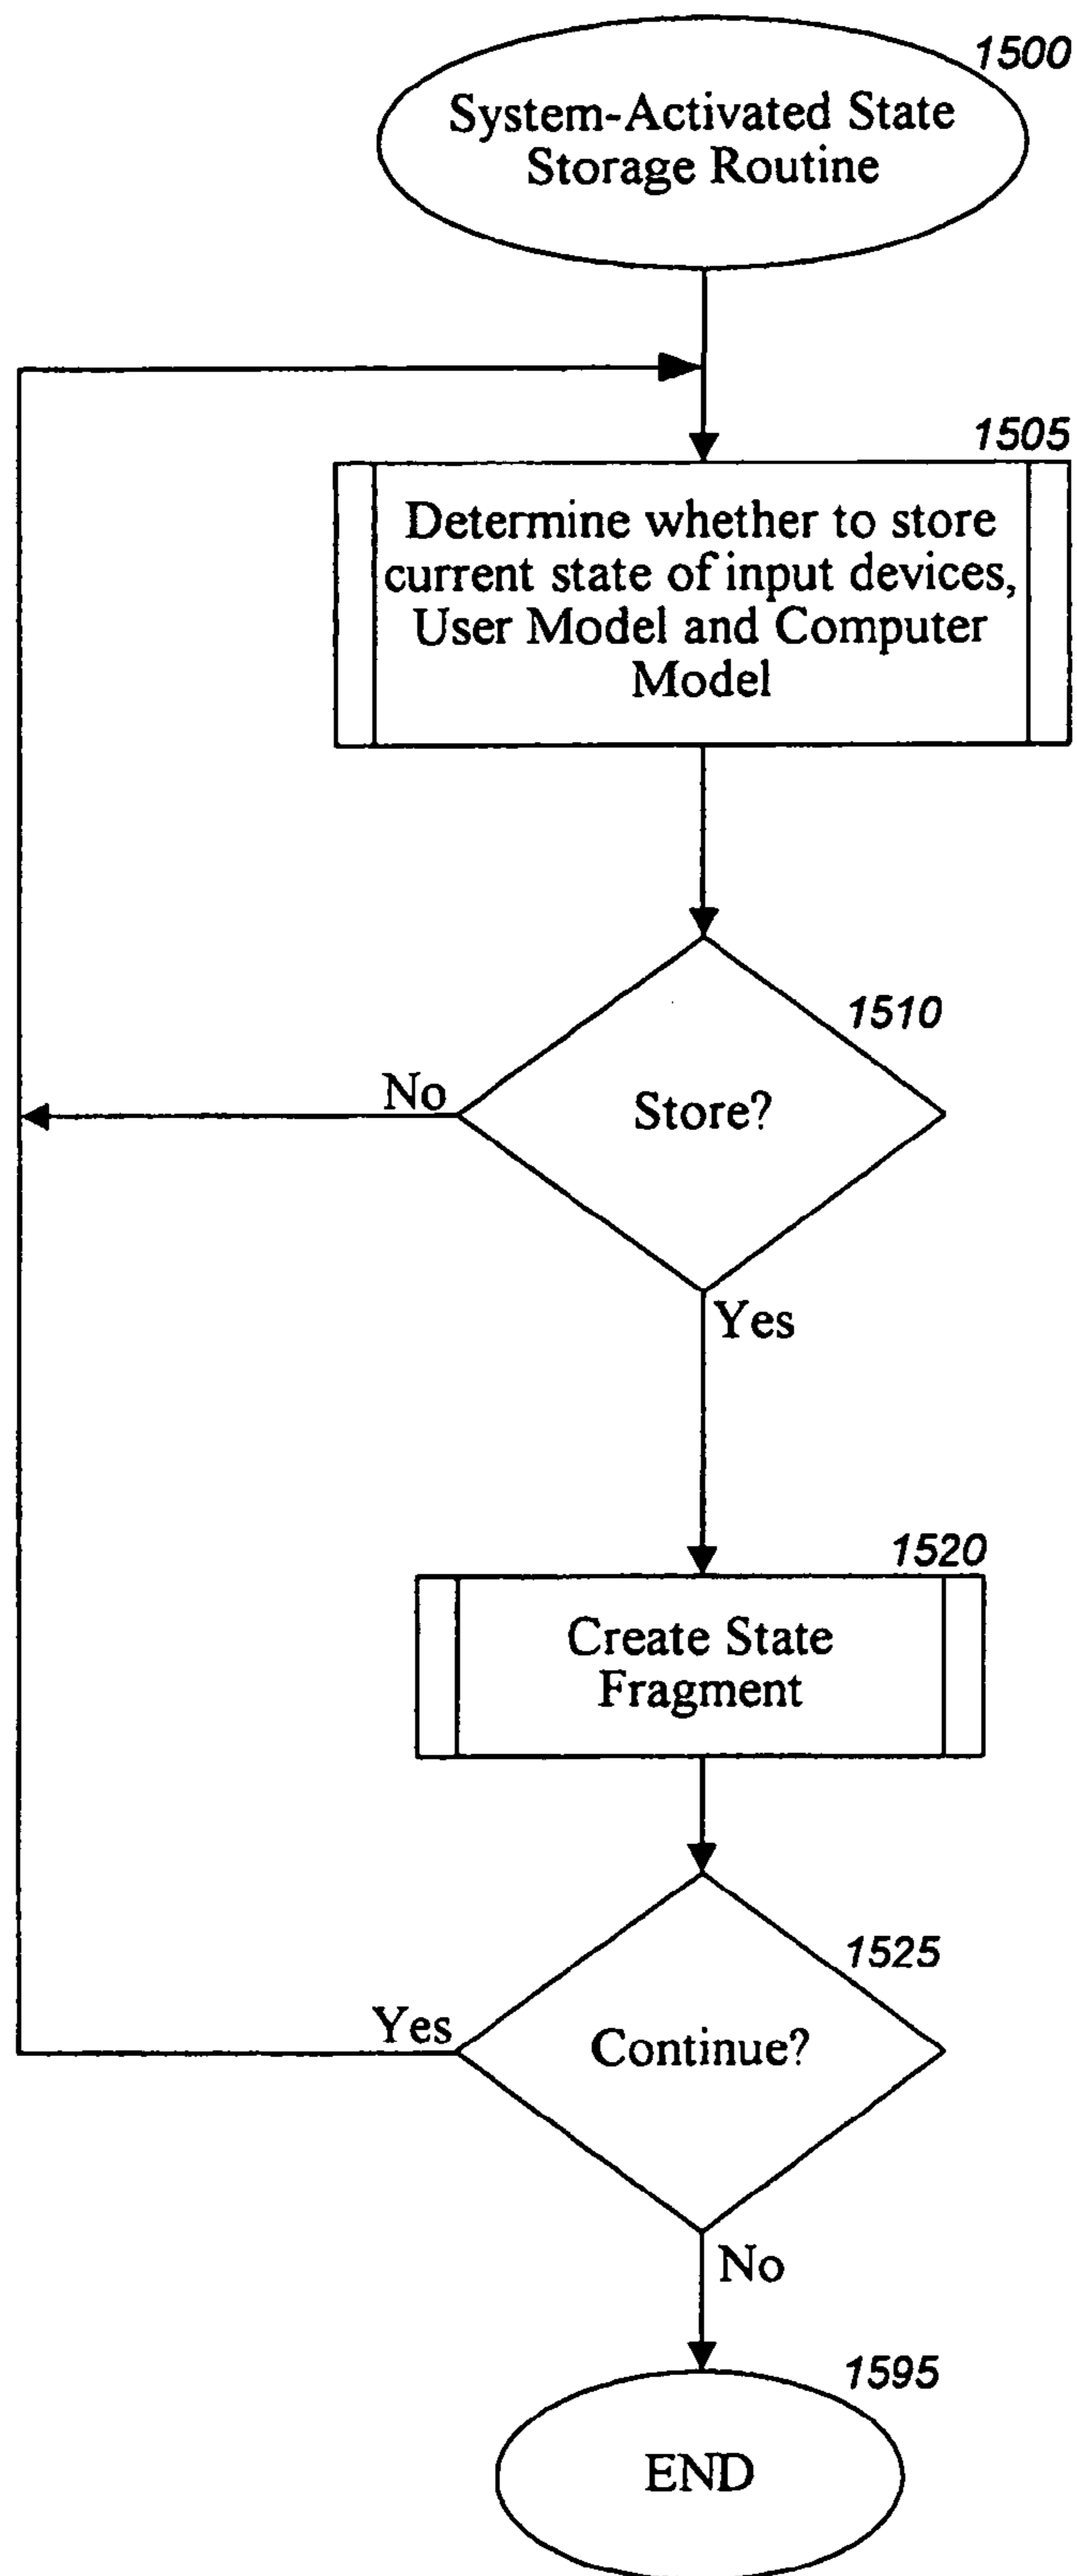 1500
System-Activated State
Storage Routine
1505
Determine whether to store
current state of input devices,
User Model and Computer
Model
1510
No
Store?
Yes
1520
Create State
Fragment
1525
Yes
Continue?
No
1595
END